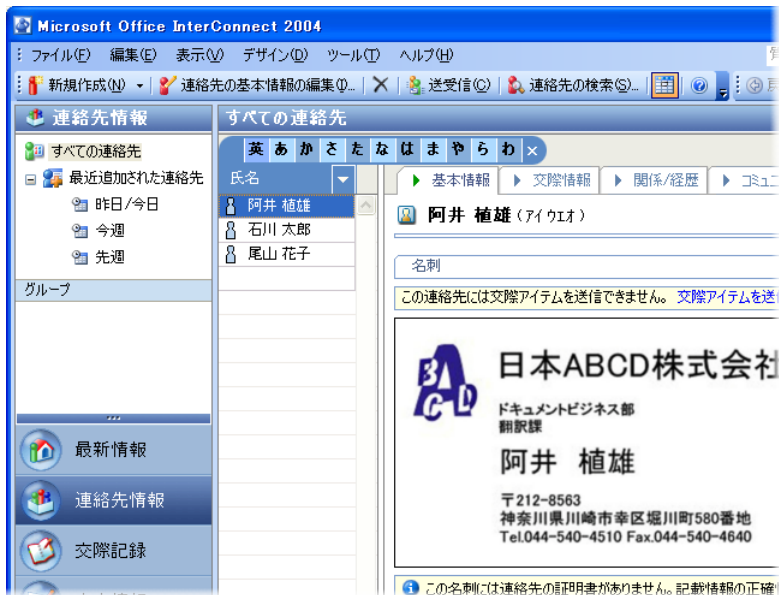 Microsoft Office InterConnect 2004
ファイル(F) 編集(E) 表示(V) デザイン(D) ツール(T) ヘルプ(H)
新規作成(N) 連絡先の基本情報の編集(I)... 送受信(C) 連絡先の検索(S)...
連絡先情報
すべての連絡先
最近追加された連絡先
昨日/今日
今週
先週
グループ
最新情報
連絡先情報
交際記録
すべての連絡先
英 あ か さ た な は ま や ら わ ×
氏名
阿井 植雄
石川 太郎
尾山 花子
基本情報 交際情報 関係/経歴 コミュニ
阿井 植雄 (アイ ウエオ)
名刺
この連絡先には交際アイテムを送信できません。 交際アイテムを送
ABCD
日本ABCD株式会社
ドキュメントビジネス部
翻訳課
阿井 植雄
〒212-8563
神奈川県川崎市幸区堀川町580番地
Tel.044-540-4510 Fax.044-540-4640
この名刺には連絡先の証明書がありません。記載情報の正確